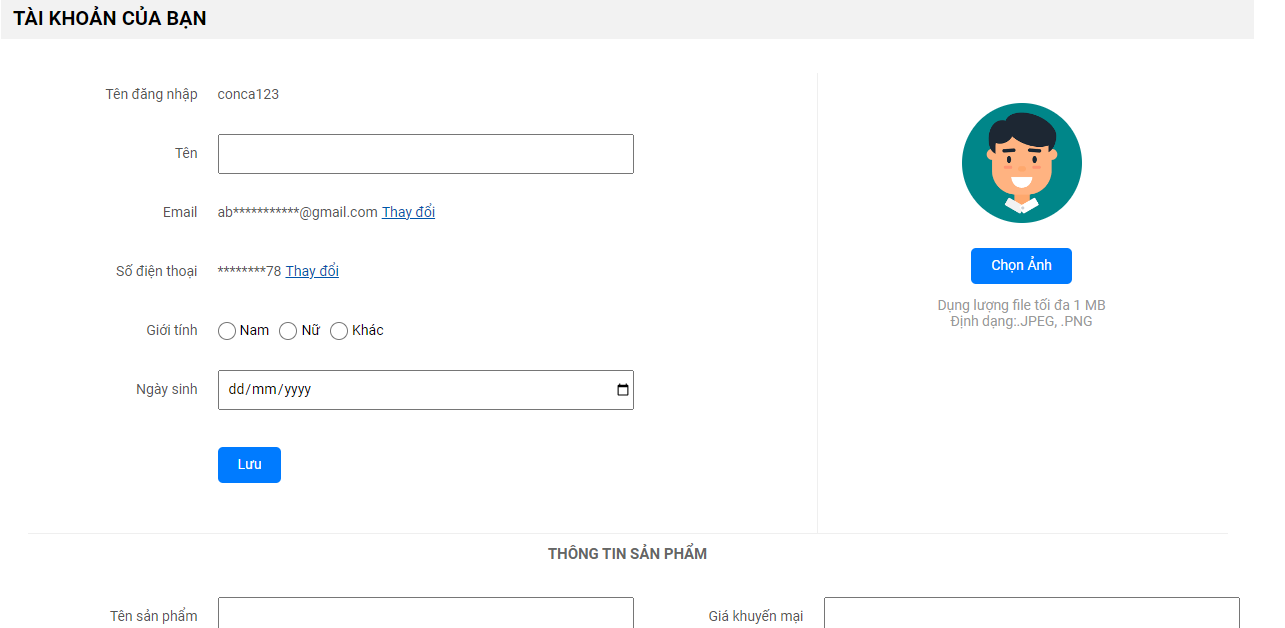 TÀI KHOẢN CỦA BẠN
Tên đăng nhập conca123
Tên
Email ab***********@gmail.com Thay đổi
Số điện thoại ********78 Thay đổi
Giới tính Nam Nữ Khác
Ngày sinh dd/mm/yyyy
Lưu
Chọn Ảnh
Dụng lượng file tối đa 1 MB
Định dạng:.JPEG, .PNG
THÔNG TIN SẢN PHẨM
Tên sản phẩm Giá khuyến mại